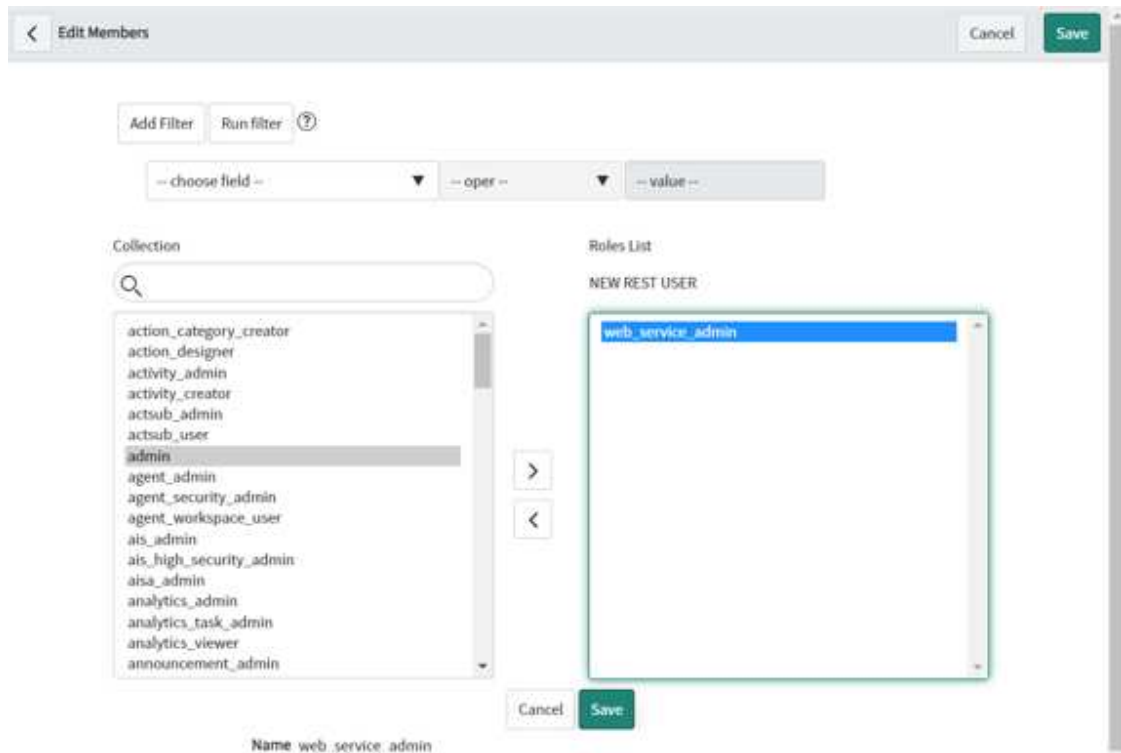 Edit Members
Cancel
Save
Add Filter
Run filter
?
-- choose field --
-- oper --
-- value --
Collection
action_category_creator
action_designer
activity_admin
activity_creator
actsub_admin
actsub_user
admin
agent_admin
agent_security_admin
agent_workspace_user
ais_admin
ais_high_security_admin
aisa_admin
analytics_admin
analytics_task_admin
analytics_viewer
announcement_admin
Roles List
NEW REST USER
web_service_admin
Cancel
Save
Name web_service_admin